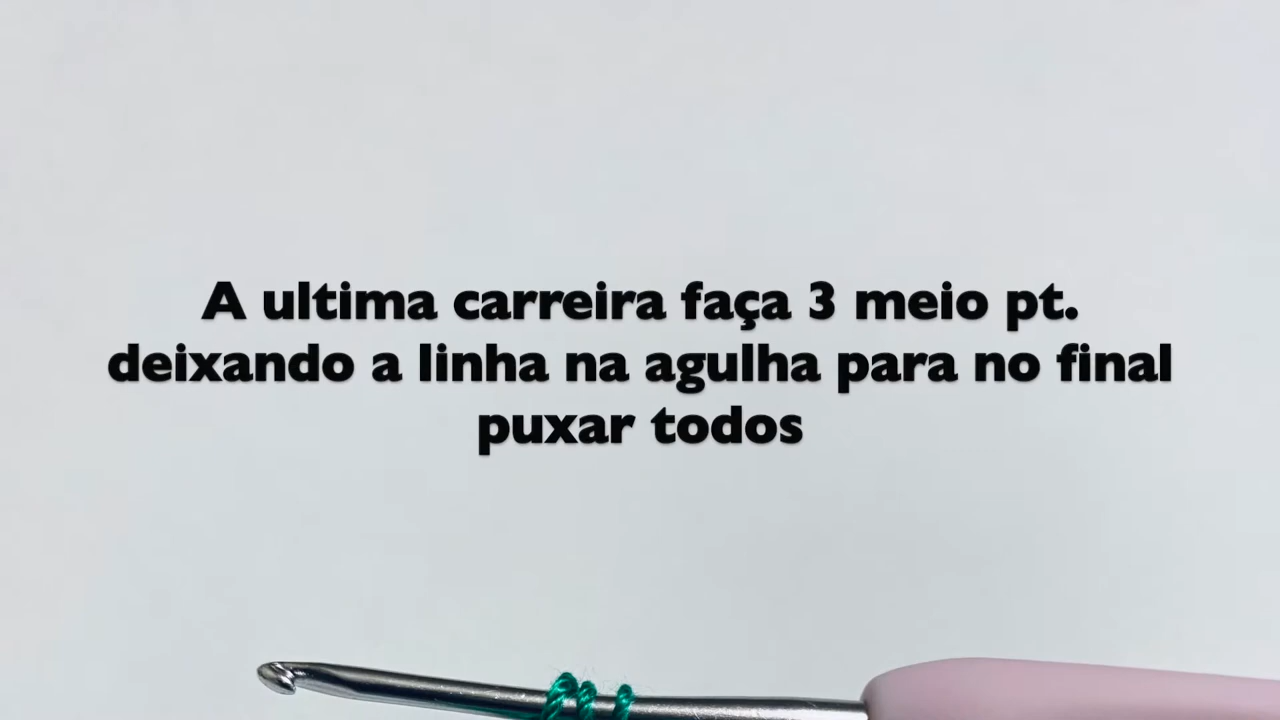 A ultima carreira faça 3 meio pt.
deixando a linha na agulha para no final
puxar todos